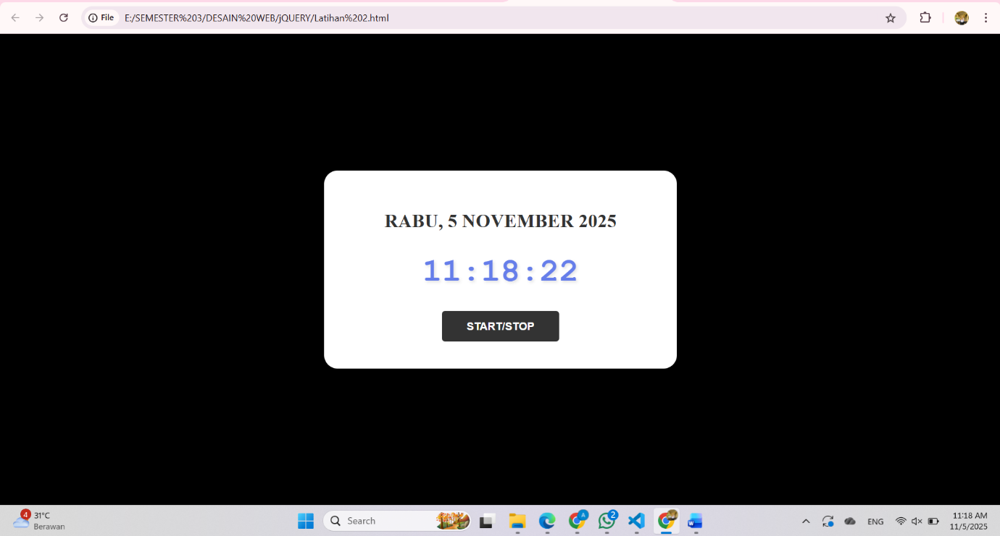 File
E:/SEMESTER%203/DESAIN%20WEB/jQUERY/Latihan%202.html
RABU, 5 NOVEMBER 2025
11:18:22
START/STOP
4
31°C
Berawan
Search
A
2
W
ENG
11:18 AM
11/5/2025